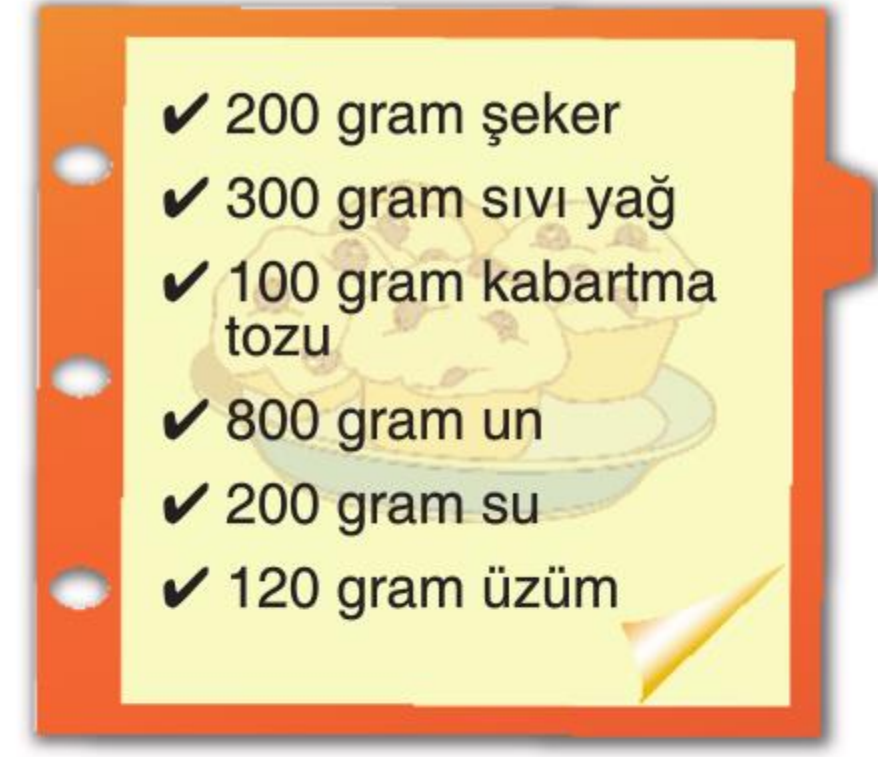 ✔ 200 gram şeker
✔ 300 gram sıvı yağ
✔ 100 gram kabartma
tozu
✔ 800 gram un
✔ 200 gram su
✔ 120 gram üzüm